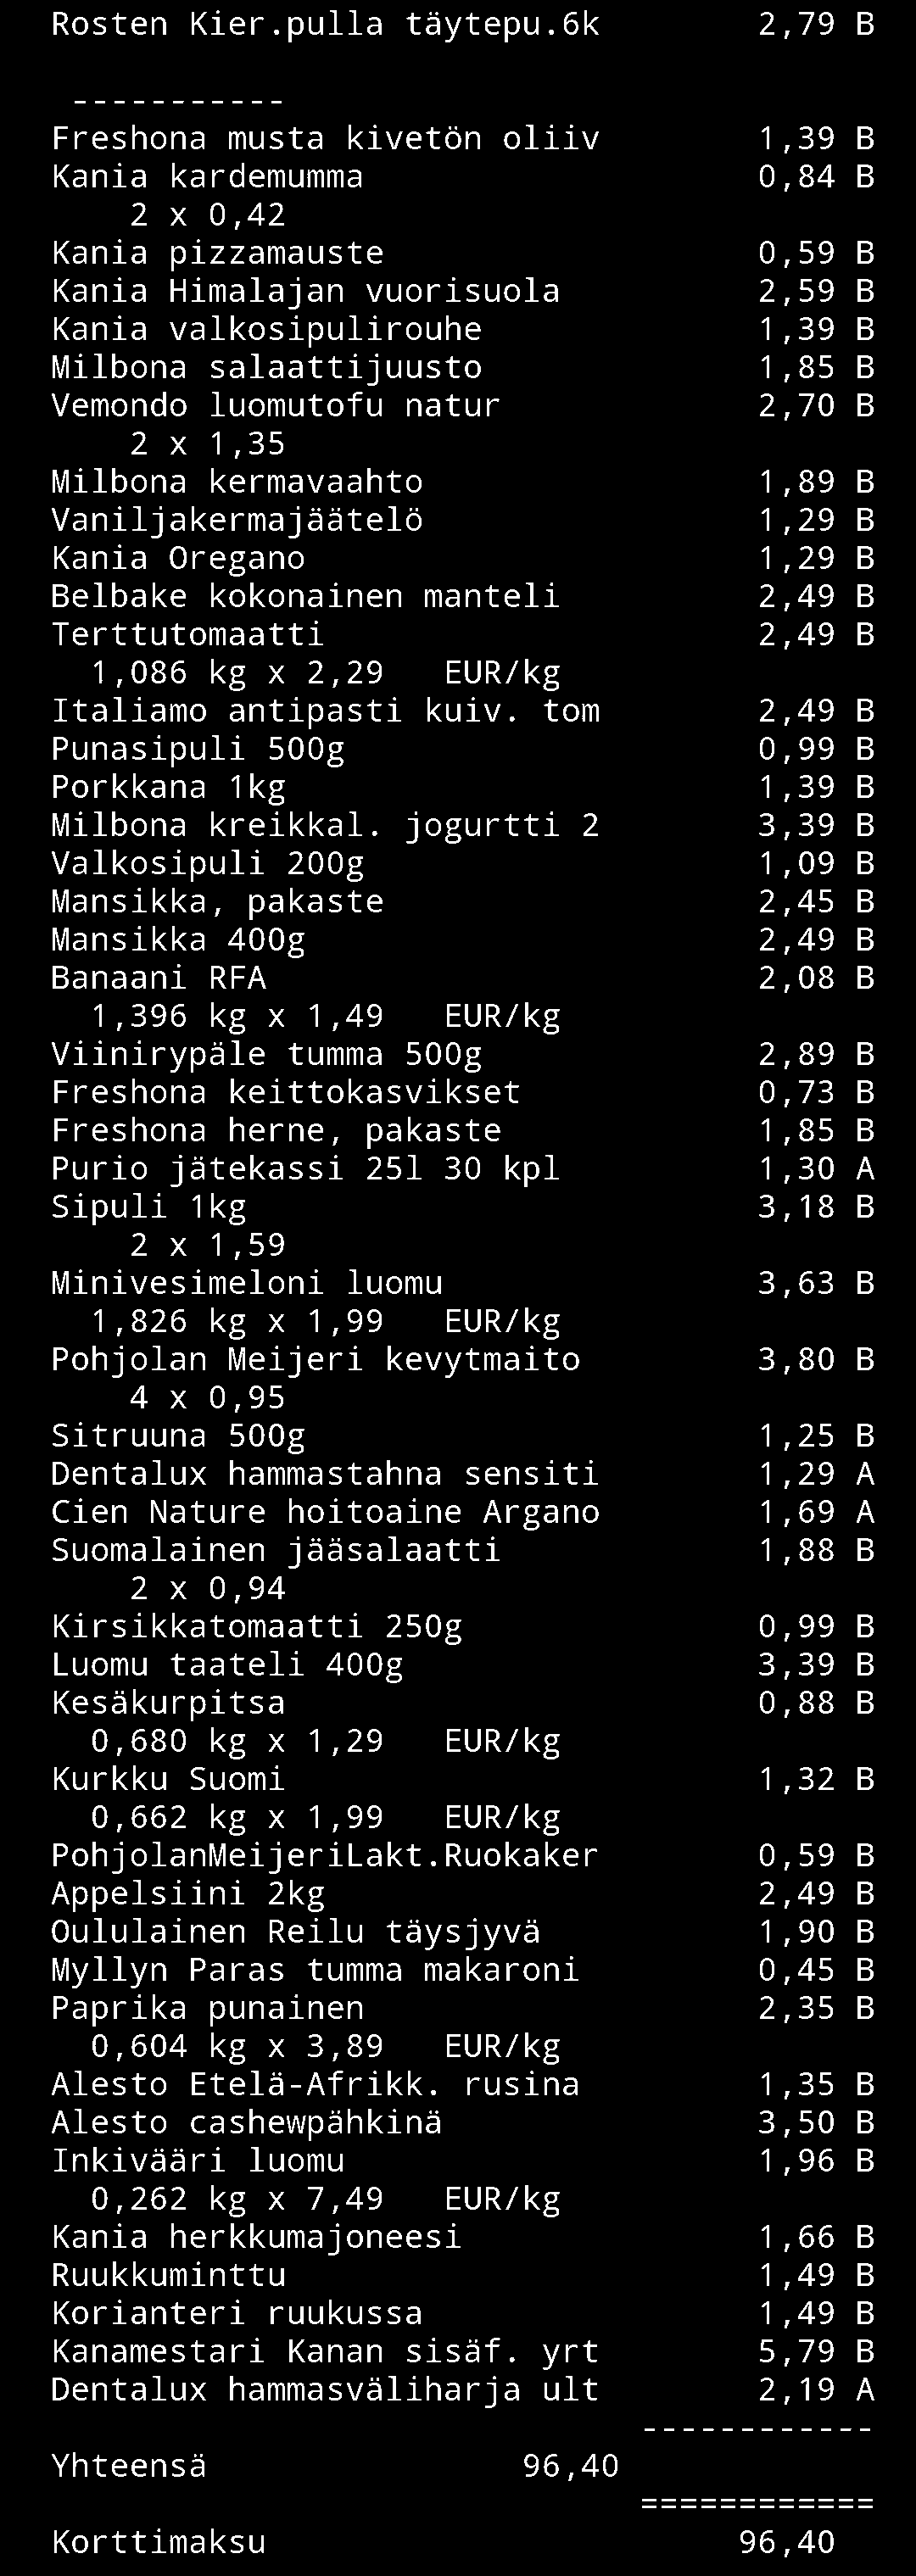 Rosten Kier.pulla täytepu.6k 2,79 B
-----------
Freshona musta kivetön oliiv 1,39 B
Kania kardemumma 0,84 B
2 x 0,42
Kania pizzamauste 0,59 B
Kania Himalajan vuorisuola 2,59 B
Kania valkosipulirouhe 1,39 B
Milbona salaattijuusto 1,85 B
Vemondo luomutofu natur 2,70 B
2 x 1,35
Milbona kermavaahto 1,89 B
Vaniljakermajäätelö 1,29 B
Kania Oregano 1,29 B
Belbake kokonainen manteli 2,49 B
Terttutomaatti 2,49 B
1,086 kg x 2,29 EUR/kg
Italiamo antipasti kuiv. tom 2,49 B
Punasipuli 500g 0,99 B
Porkkana 1kg 1,39 B
Milbona kreikkal. jogurtti 2 3,39 B
Valkosipuli 200g 1,09 B
Mansikka, pakaste 2,45 B
Mansikka 400g 2,49 B
Banaani RFA 2,08 B
1,396 kg x 1,49 EUR/kg
Viinirypäle tumma 500g 2,89 B
Freshona keittokasvikset 0,73 B
Freshona herne, pakaste 1,85 B
Purio jätekassi 25l 30 kpl 1,30 A
Sipuli 1kg 3,18 B
2 x 1,59
Minivesimeloni luomu 3,63 B
1,826 kg x 1,99 EUR/kg
Pohjolan Meijeri kevytmaito 3,80 B
4 x 0,95
Sitruuna 500g 1,25 B
Dentalux hammastahna sensiti 1,29 A
Cien Nature hoitoaine Argano 1,69 A
Suomalainen jääsalaatti 1,88 B
2 x 0,94
Kirsikkatomaatti 250g 0,99 B
Luomu taateli 400g 3,39 B
Kesäkurpitsa 0,88 B
0,680 kg x 1,29 EUR/kg
Kurkku Suomi 1,32 B
0,662 kg x 1,99 EUR/kg
PohjolanMeijeriLakt.Ruokaker 0,59 B
Appelsiini 2kg 2,49 B
Oululainen Reilu täysjyvä 1,90 B
Myllyn Paras tumma makaroni 0,45 B
Paprika punainen 2,35 B
0,604 kg x 3,89 EUR/kg
Alesto Etelä-Afrikk. rusina 1,35 B
Alesto cashewpähkinä 3,50 B
Inkivääri luomu 1,96 B
0,262 kg x 7,49 EUR/kg
Kania herkkumajoneesi 1,66 B
Ruukkuminttu 1,49 B
Korianteri ruukussa 1,49 B
Kanamestari Kanan sisäf. yrt 5,79 B
Dentalux hammasväliharja ult 2,19 A
------------
Yhteensä 96,40
============
Korttimaksu 96,40